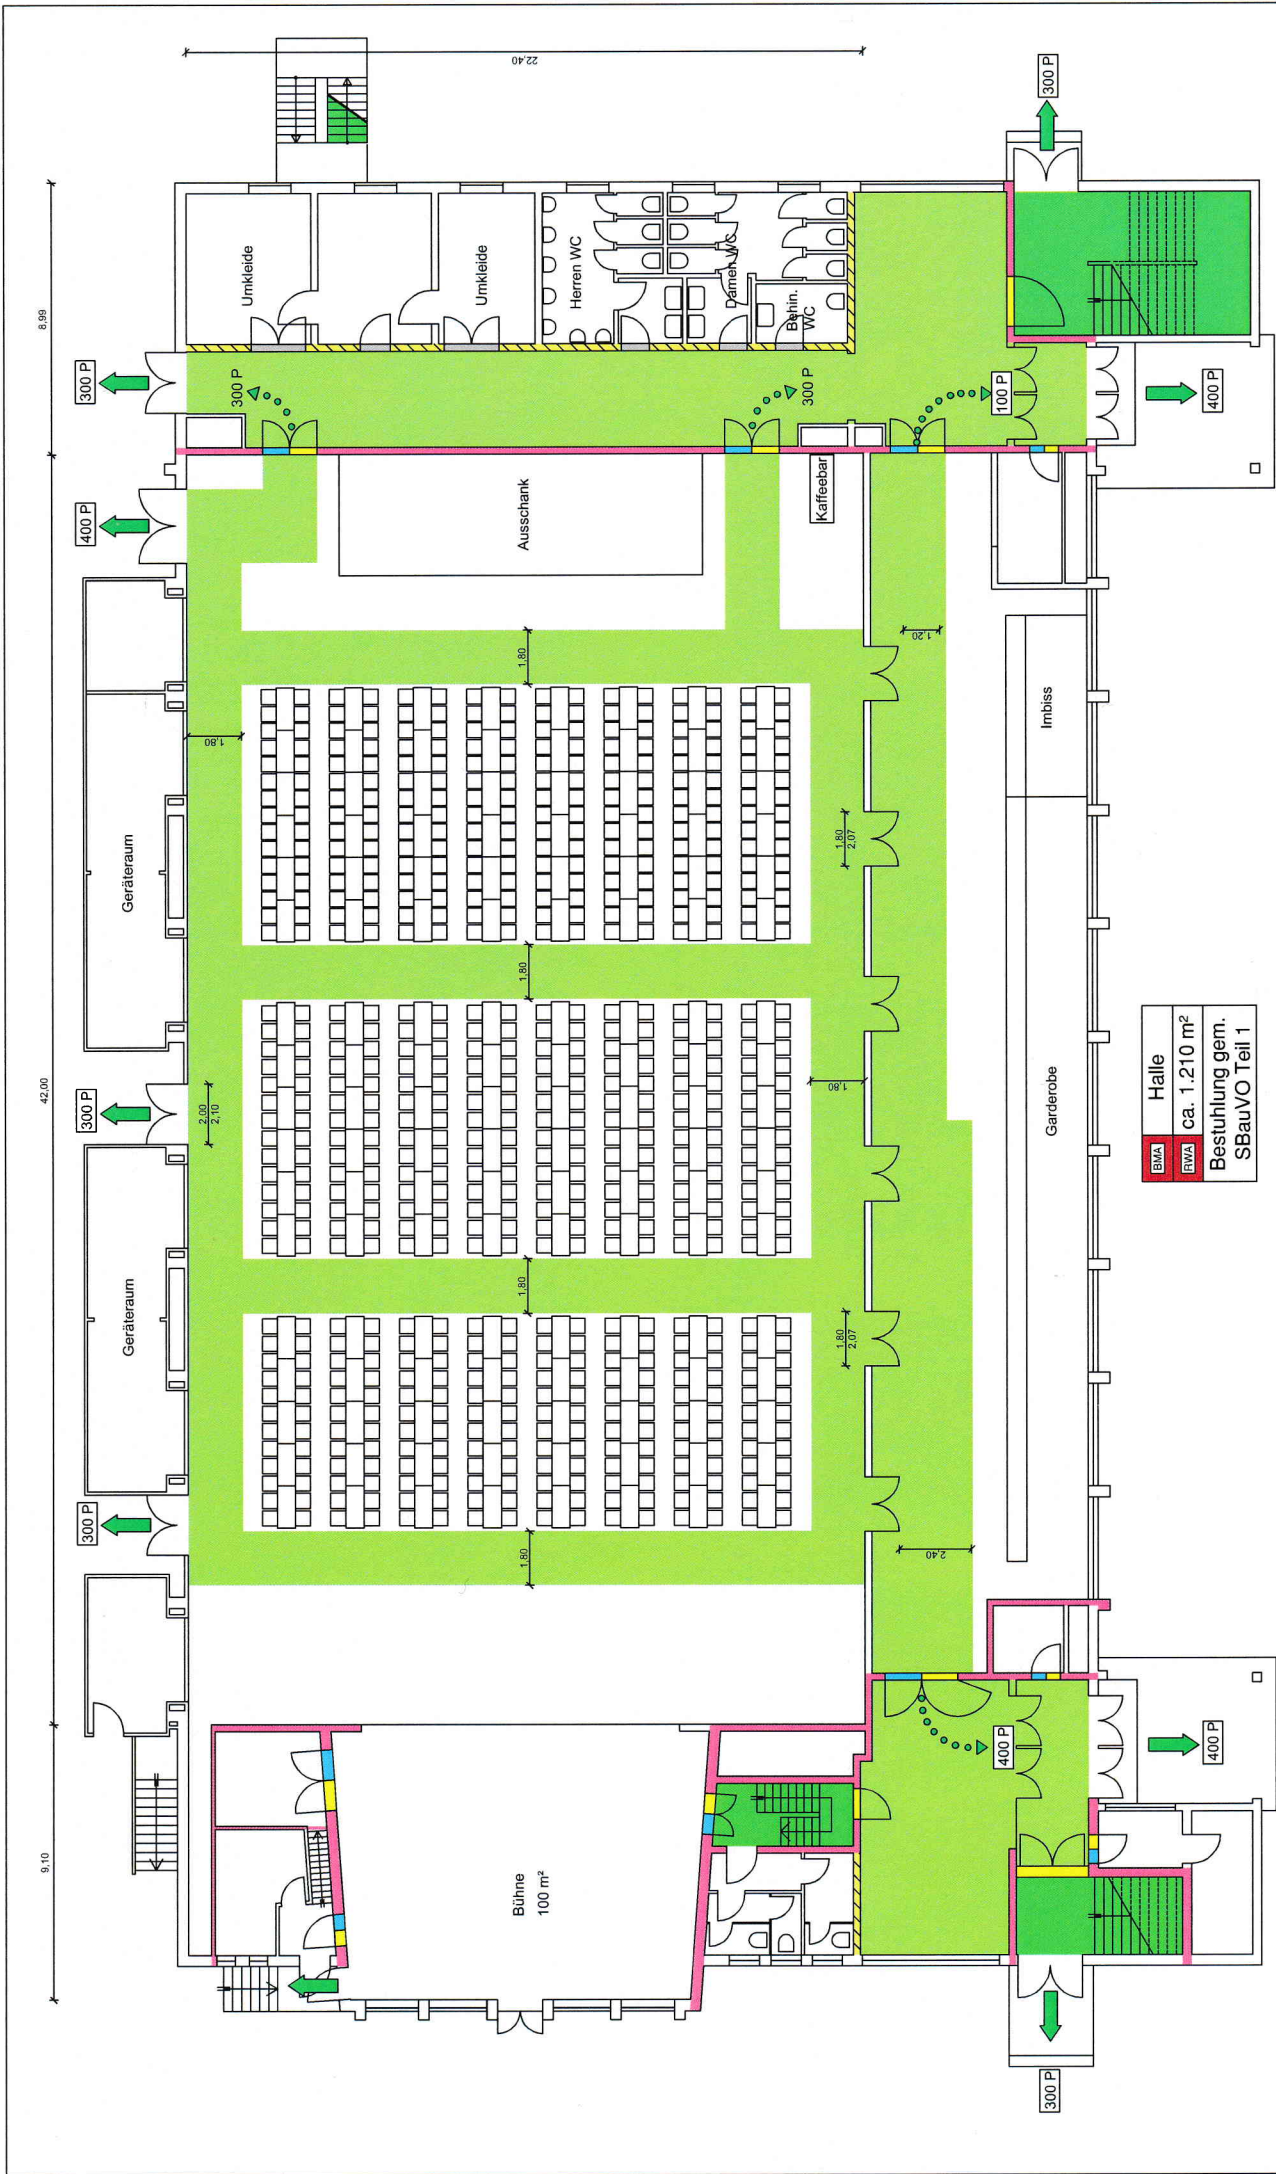 22,40
8,99
42,00
9,10
300 P
400 P
300 P
300 P
Umkleide
Umkleide
Herren WC
Damen WC
Behin.
WC
300 P
300 P
100 P
300 P
400 P
Geräteraum
Geräteraum
Ausschank
Kaffeebar
1,80
1,80
1,20
Imbiss
1,80
2,07
1,80
2,00
2,10
1,80
1,80
1,80
2,07
1,80
2,40
Garderobe
Bühne
100 m²
400 P
400 P
300 P
BMA
Halle
RWA
ca. 1.210 m²
Bestuhlung gem.
SBauVO Teil 1